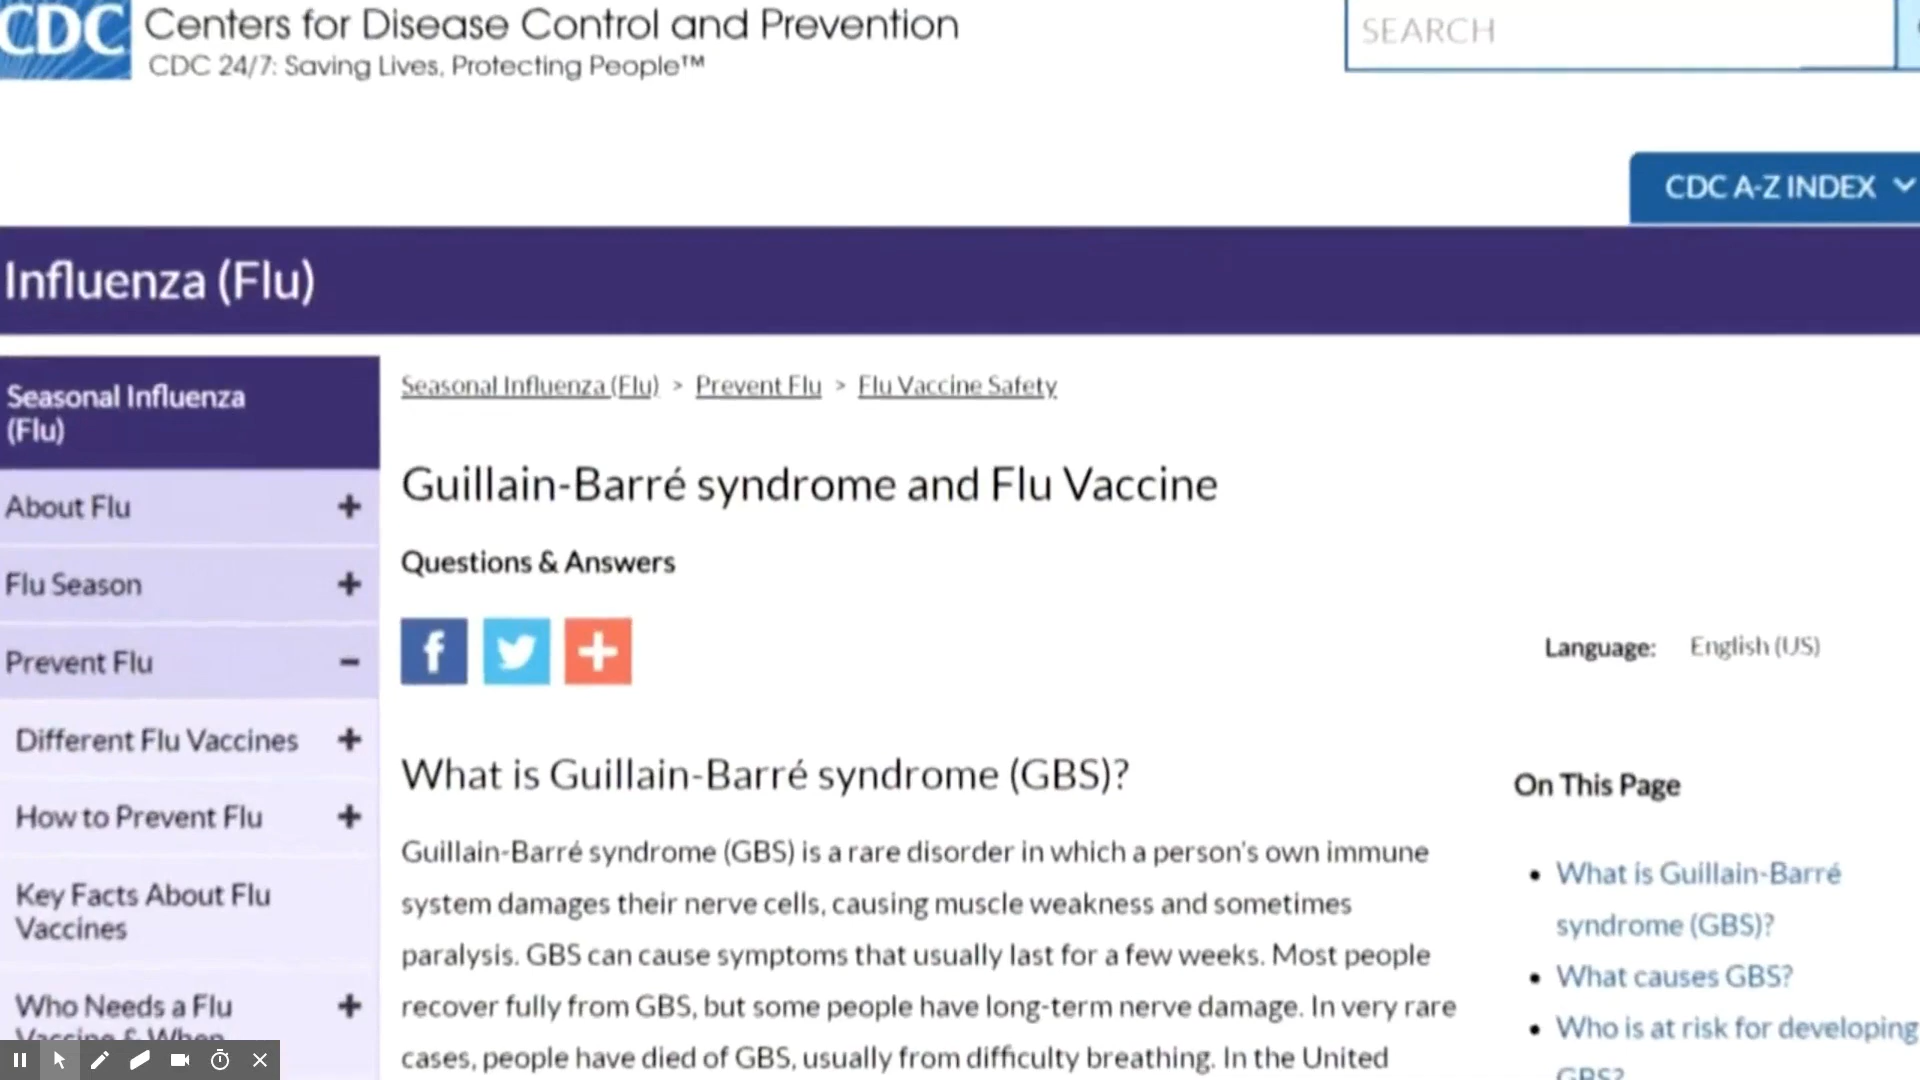 CDC
Centers for Disease Control and Prevention
CDC 24/7: Saving Lives, Protecting People™
SEARCH
CDC A-Z INDEX
Influenza (Flu)
Seasonal Influenza
(Flu)
About Flu
Flu Season
Prevent Flu
Different Flu Vaccines
How to Prevent Flu
Key Facts About Flu
Vaccines
Who Needs a Flu
Vaccine & When
Seasonal Influenza (Flu) > Prevent Flu > Flu Vaccine Safety
Guillain-Barré syndrome and Flu Vaccine
Questions & Answers
Language: English (US)
What is Guillain-Barré syndrome (GBS)?
Guillain-Barré syndrome (GBS) is a rare disorder in which a person's own immune
system damages their nerve cells, causing muscle weakness and sometimes
paralysis. GBS can cause symptoms that usually last for a few weeks. Most people
recover fully from GBS, but some people have long-term nerve damage. In very rare
cases, people have died of GBS, usually from difficulty breathing. In the United
On This Page
• What is Guillain-Barré
syndrome (GBS)?
• What causes GBS?
• Who is at risk for developing
GBS?